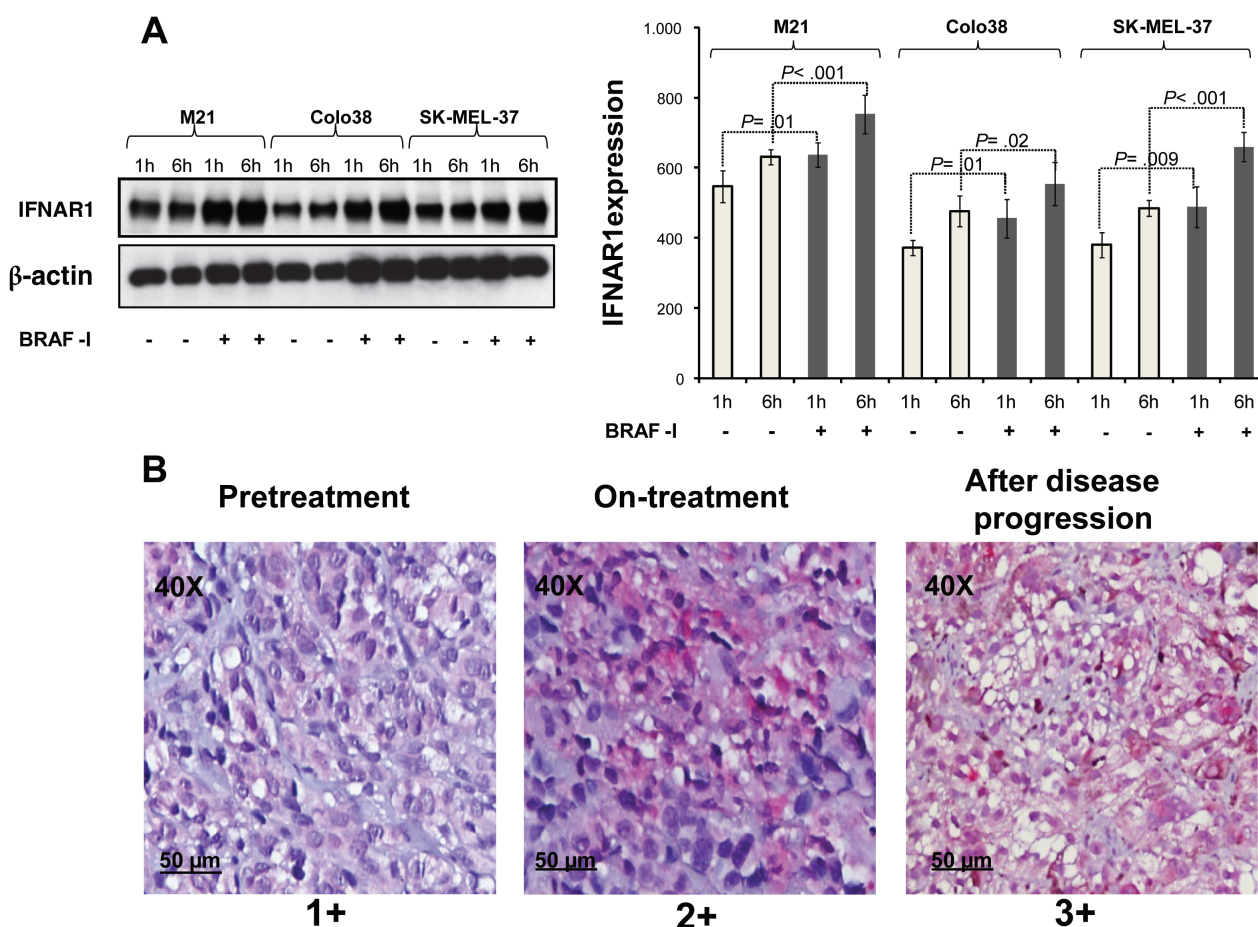 A
M21 Colo38 SK-MEL-37
1h 6h 1h 6h 1h 6h 1h 6h 1h 6h 1h 6h
IFNAR1
β-actin
BRAF -I - - + + - - + + - - + +
M21 Colo38 SK-MEL-37
1.000
800
600
400
200
0
IFNAR1expression
P= .01
P< .001
P= .01
P= .02
P= .009
P< .001
1h 6h 1h 6h 1h 6h 1h 6h 1h 6h 1h 6h
BRAF -I - - + + - - + + - - + +
B
Pretreatment
On-treatment
After disease
progression
40X
50 µm
40X
50 µm
40X
50 µm
1+
2+
3+